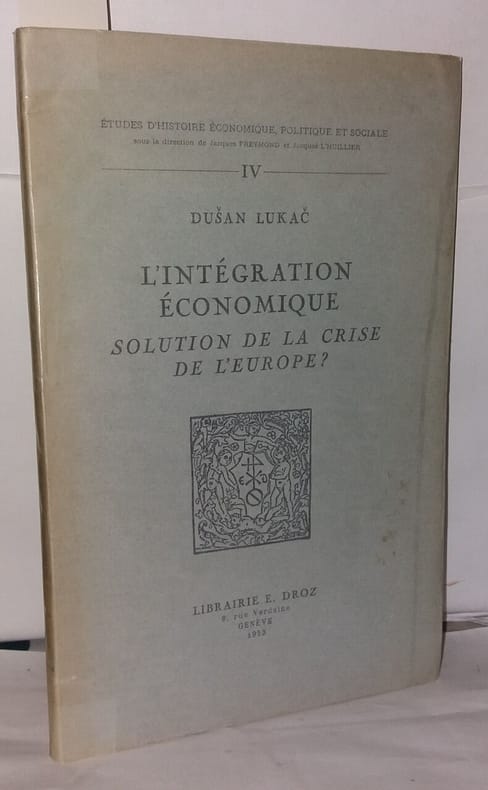 ÉTUDES D'HISTOIRE ÉCONOMIQUE, POLITIQUE ET SOCIALE
sous la direction de Jacques FREYMOND et Jacques L'HUILLIER
IV
DUŠAN LUKAČ
L'INTÉGRATION
ÉCONOMIQUE
SOLUTION DE LA CRISE
DE L'EUROPE?
LIBRAIRIE E. DROZ
8, rue Verdaine
GENÈVE
1953